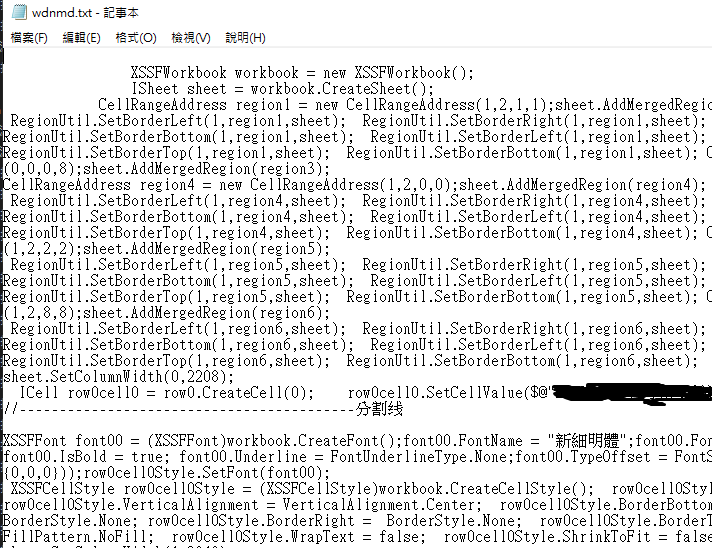 wdnmd.txt - 記事本
檔案(F) 編輯(E) 格式(O) 檢視(V) 說明(H)
XSSFWorkbook workbook = new XSSFWorkbook();
ISheet sheet = workbook.CreateSheet();
CellRangeAddress region1 = new CellRangeAddress(1,2,1,1);sheet.AddMergedRegio
RegionUtil.SetBorderLeft(1,region1,sheet); RegionUtil.SetBorderRight(1,region1,sheet);
RegionUtil.SetBorderBottom(1,region1,sheet); RegionUtil.SetBorderLeft(1,region1,sheet);
RegionUtil.SetBorderTop(1,region1,sheet); RegionUtil.SetBorderBottom(1,region1,sheet); C
(0,0,0,8);sheet.AddMergedRegion(region3);
CellRangeAddress region4 = new CellRangeAddress(1,2,0,0);sheet.AddMergedRegion(region4);
RegionUtil.SetBorderLeft(1,region4,sheet); RegionUtil.SetBorderRight(1,region4,sheet);
RegionUtil.SetBorderBottom(1,region4,sheet); RegionUtil.SetBorderLeft(1,region4,sheet);
RegionUtil.SetBorderTop(1,region4,sheet); RegionUtil.SetBorderBottom(1,region4,sheet); C
(1,2,2,2);sheet.AddMergedRegion(region5);
RegionUtil.SetBorderLeft(1,region5,sheet); RegionUtil.SetBorderRight(1,region5,sheet);
RegionUtil.SetBorderBottom(1,region5,sheet); RegionUtil.SetBorderLeft(1,region5,sheet);
RegionUtil.SetBorderTop(1,region5,sheet); RegionUtil.SetBorderBottom(1,region5,sheet); C
(1,2,8,8);sheet.AddMergedRegion(region6);
RegionUtil.SetBorderLeft(1,region6,sheet); RegionUtil.SetBorderRight(1,region6,sheet);
RegionUtil.SetBorderBottom(1,region6,sheet); RegionUtil.SetBorderLeft(1,region6,sheet);
RegionUtil.SetBorderTop(1,region6,sheet); RegionUtil.SetBorderBottom(1,region6,sheet);
sheet.SetColumnWidth(0,2208);
ICell row0cell0 = row0.CreateCell(0); row0cell0.SetCellValue($@"
//------------------------------------------分割线
XSSFFont font00 = (XSSFFont)workbook.CreateFont();font00.FontName = "新細明體";font00.Fon
font00.IsBold = true; font00.Underline = FontUnderlineType.None;font00.TypeOffset = FontS
{0,0,0}));row0cell0Style.SetFont(font00);
XSSFCellStyle row0cell0Style = (XSSFCellStyle)workbook.CreateCellStyle(); row0cell0Styl
row0cell0Style.VerticalAlignment = VerticalAlignment.Center; row0cell0Style.BorderBottom
BorderStyle.None; row0cell0Style.BorderRight = BorderStyle.None; row0cell0Style.BorderT
FillPattern.NoFill; row0cell0Style.WrapText = false; row0cell0Style.ShrinkToFit = false